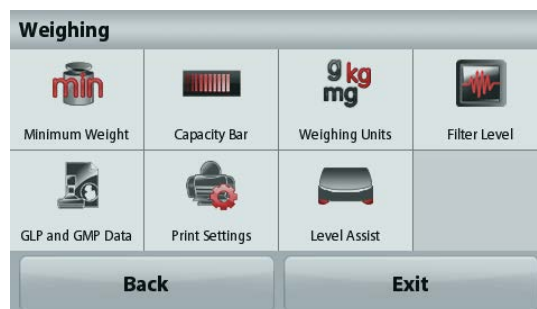 Weighing
min
g kg
mg
Minimum Weight
Capacity Bar
Weighing Units
Filter Level
GLP and GMP Data
Print Settings
Level Assist
Back
Exit